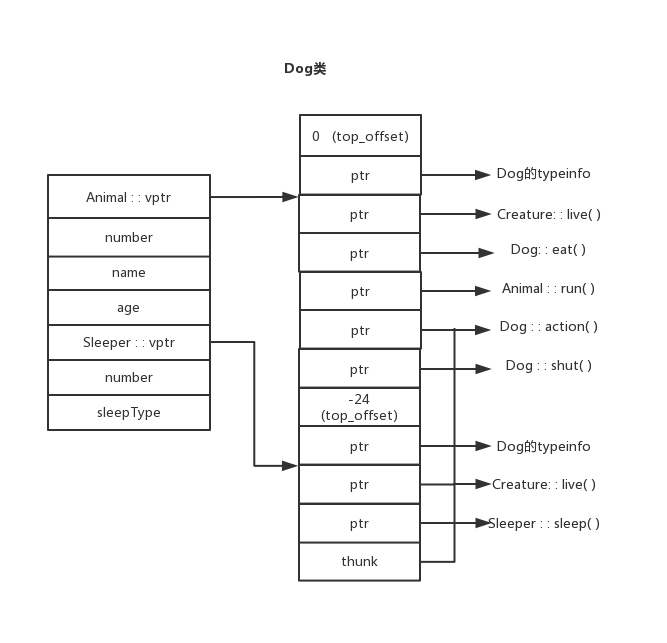 Dog类
Animal : : vptr
number
name
age
Sleeper : : vptr
number
sleepType
0 (top_offset)
ptr
ptr
ptr
ptr
ptr
ptr
-24
(top_offset)
ptr
ptr
ptr
thunk
Dog的typeinfo
Creature: : live( )
Dog: : eat( )
Animal : : run( )
Dog : : action( )
Dog : : shut( )
Dog的typeinfo
Creature: : live( )
Sleeper : : sleep( )